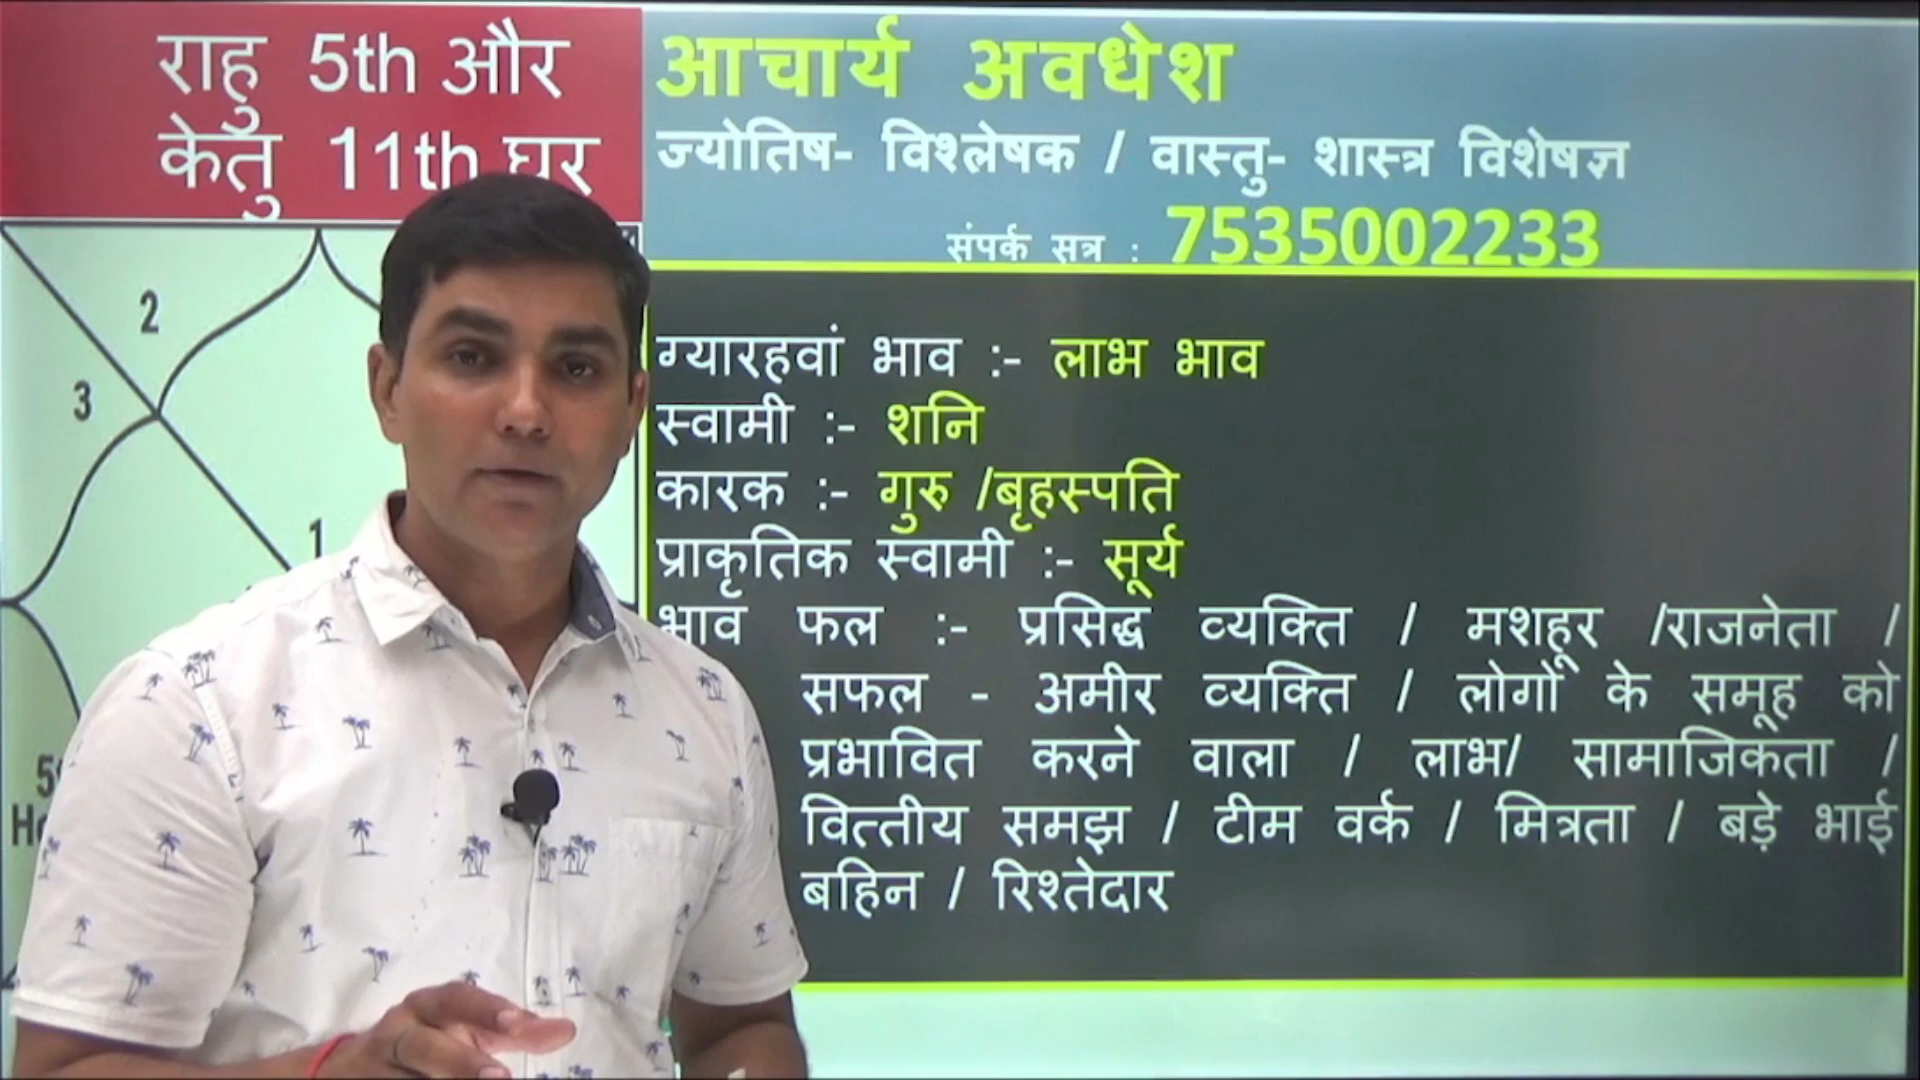 राहु 5th और
केतु 11th घर
आचार्य अवधेश
ज्योतिष- विश्लेषक / वास्तु- शास्त्र विशेषज्ञ
संपर्क सत्र : 7535002233
2
3
1
ग्यारहवां भाव :- लाभ भाव
स्वामी :- शनि
कारक :- गुरु /बृहस्पति
प्राकृतिक स्वामी :- सूर्य
भाव फल :- प्रसिद्ध व्यक्ति / मशहूर /राजनेता /
सफल - अमीर व्यक्ति / लोगों के समूह को
प्रभावित करने वाला / लाभ/ सामाजिकता /
वित्तीय समझ / टीम वर्क / मित्रता / बड़े भाई
बहिन / रिश्तेदार